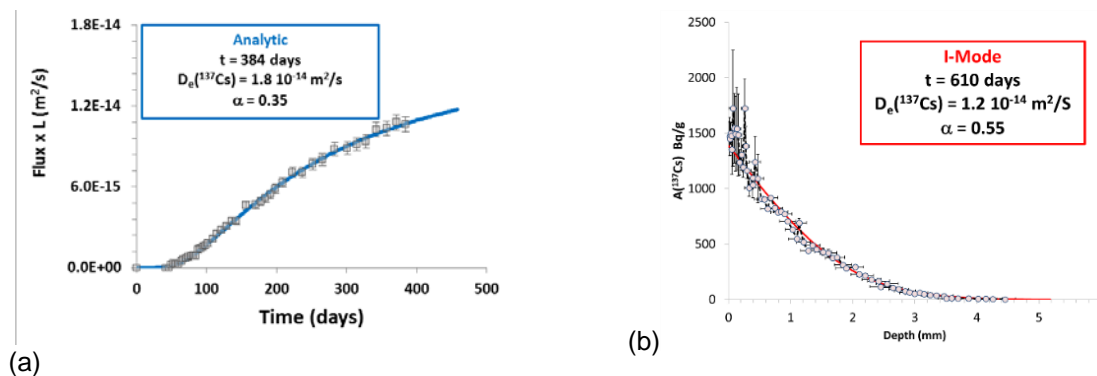 1.8E-14
1.2E-14
6.0E-15
0.0E+00
Flux x L (m²/s)
Analytic
t = 384 days
Dₑ(¹³⁷Cs) = 1.8 10⁻¹⁴ m²/s
α = 0.35
0 100 200 300 400 500
Time (days)
(a)
2500
2000
1500
1000
500
0
A(¹³⁷Cs) Bq/g
I-Mode
t = 610 days
Dₑ(¹³⁷Cs) = 1.2 10⁻¹⁴ m²/S
α = 0.55
0 1 2 3 4 5
Depth (mm)
(b)